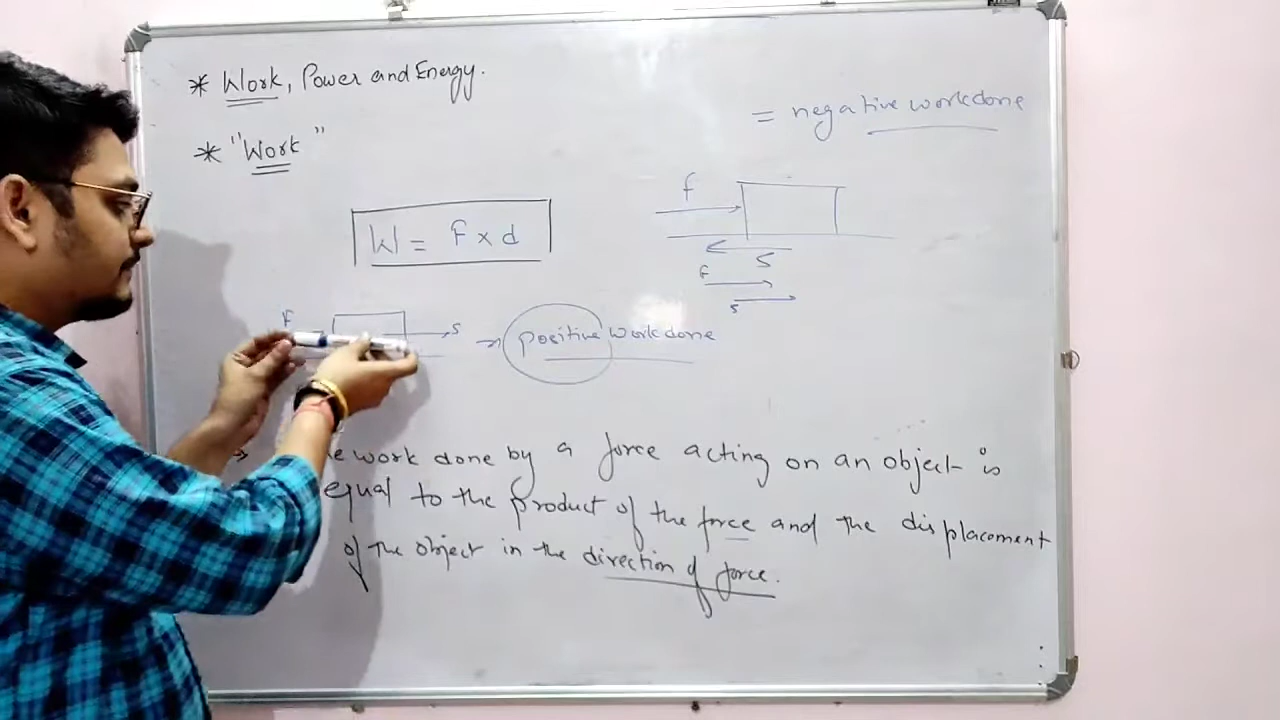 * Work, Power and Energy.
= negative workdone
* "Work"
f
W = F x d
S
f
s
F
s → positive workdone
work done by a force acting on an object is
equal to the product of the force and the displacement
of the object in the direction of force.